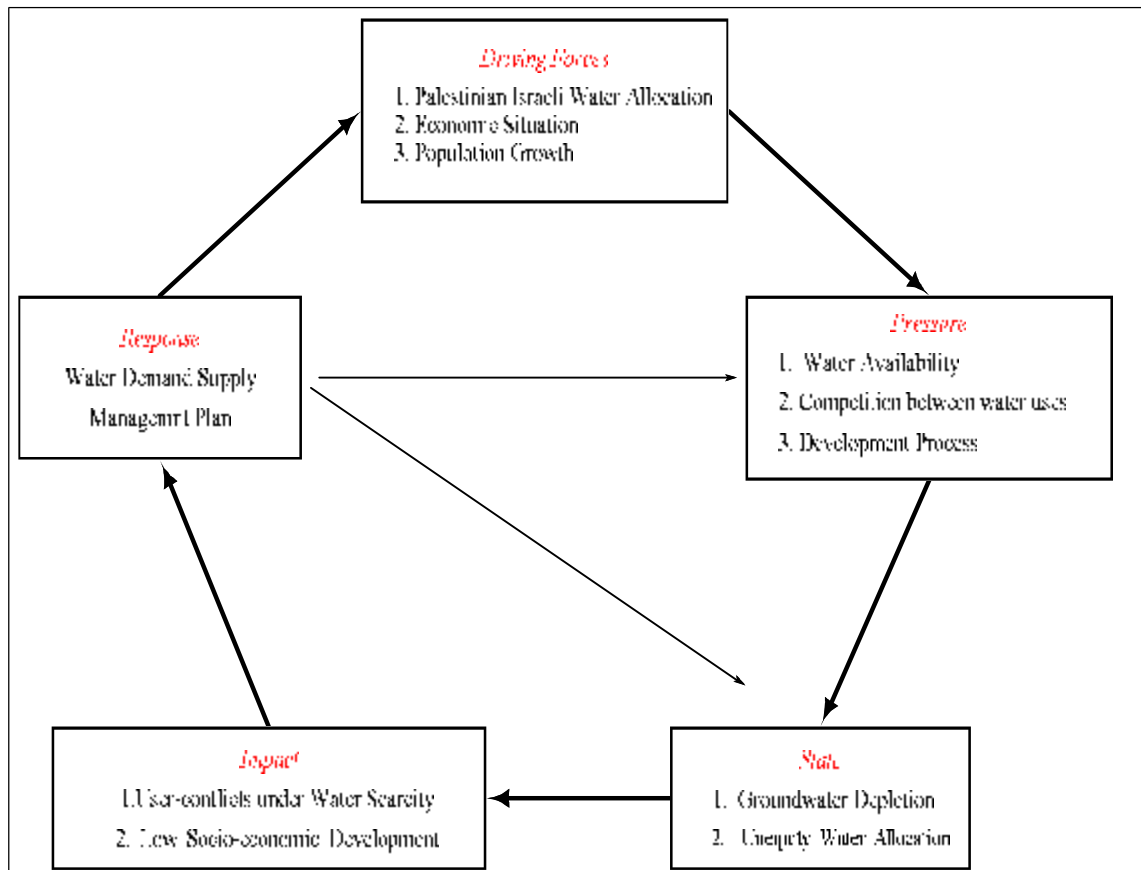 Driving Forces
1. Palestinian Israeli Water Allocation
2. Economic Situation
3. Population Growth
Response
Water Demand Supply
Managemnt Plan
Pressure
1. Water Availability
2. Competition between water uses
3. Development Process
Impact
1.User-conflicts under Water Scarcity
2. Low Socio-economic Development
State
1. Groundwater Depletion
2. Unequety Water Allocation